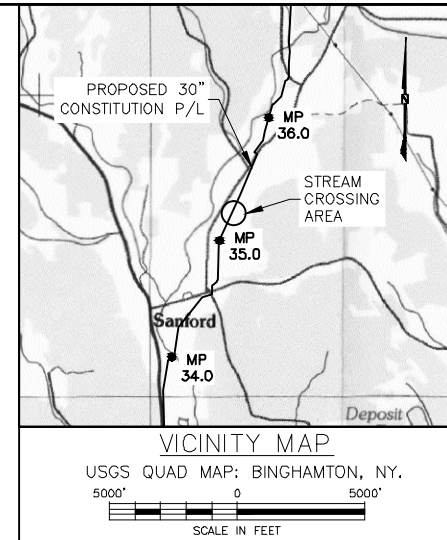 PROPOSED 30"
CONSTITUTION P/L
MP
36.0
N
STREAM
CROSSING
AREA
MP
35.0
Sanford
MP
34.0
Deposit
VICINITY MAP
USGS QUAD MAP: BINGHAMTON, NY.
5000' 0 5000'
SCALE IN FEET